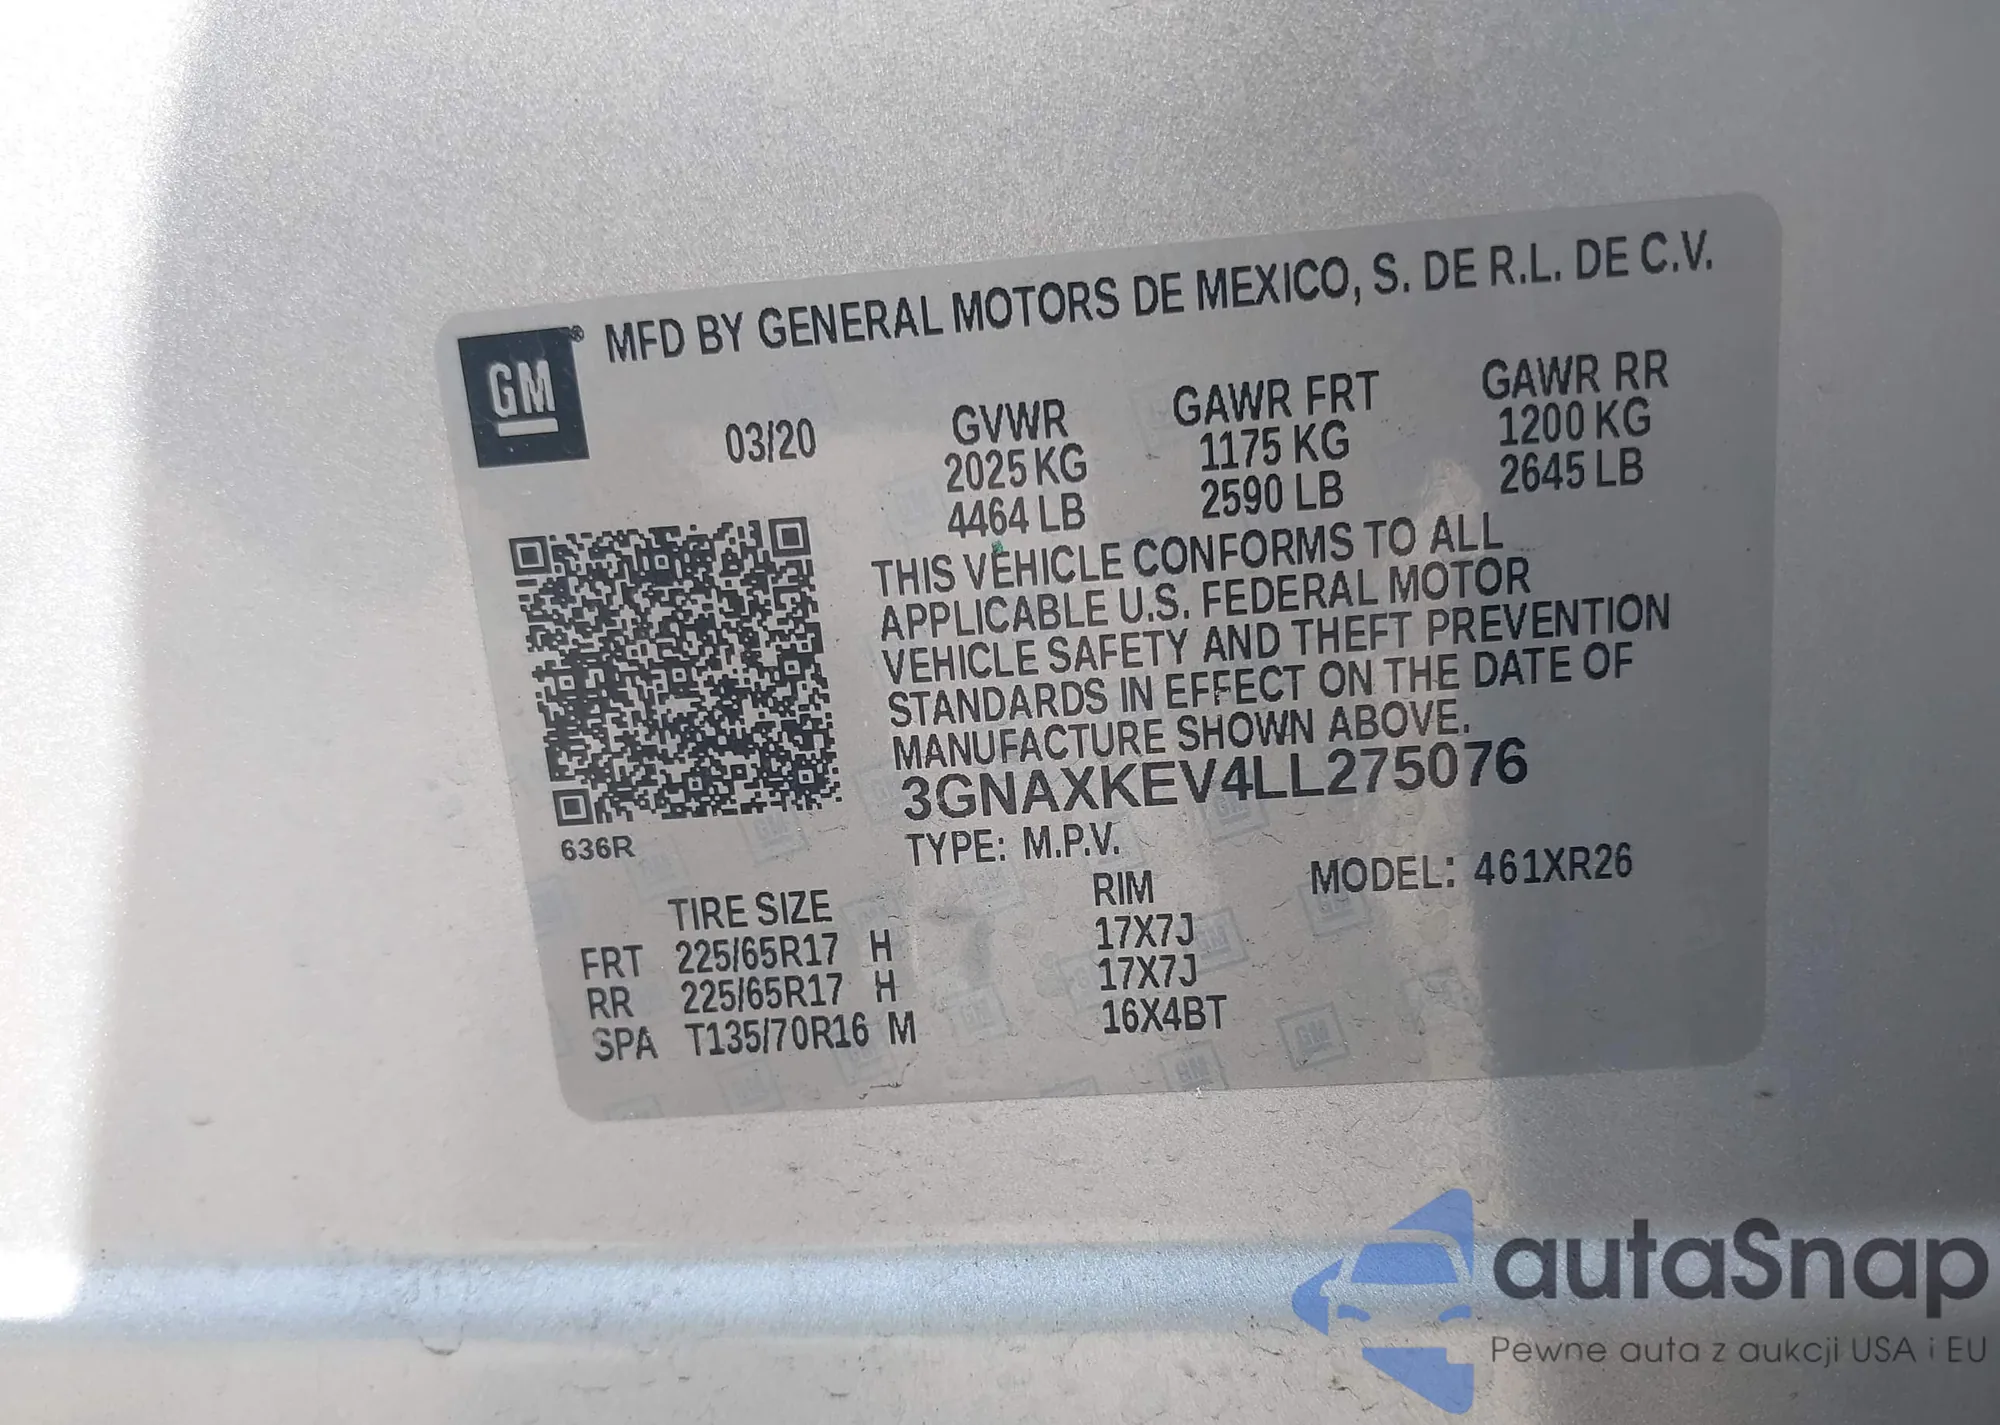 GM® MFD BY GENERAL MOTORS DE MEXICO, S. DE R.L. DE C.V.
03/20
GVWR
2025 KG
4464 LB
GAWR FRT
1175 KG
2590 LB
GAWR RR
1200 KG
2645 LB
THIS VEHICLE CONFORMS TO ALL
APPLICABLE U.S. FEDERAL MOTOR
VEHICLE SAFETY AND THEFT PREVENTION
STANDARDS IN EFFECT ON THE DATE OF
MANUFACTURE SHOWN ABOVE.
3GNAXKEV4LL275076
636R
TYPE: M.P.V.
MODEL: 461XR26
TIRE SIZE RIM
FRT 225/65R17 H 17X7J
RR 225/65R17 H 17X7J
SPA T135/70R16 M 16X4BT
autaSnap
Pewne auta z aukcji USA i EU